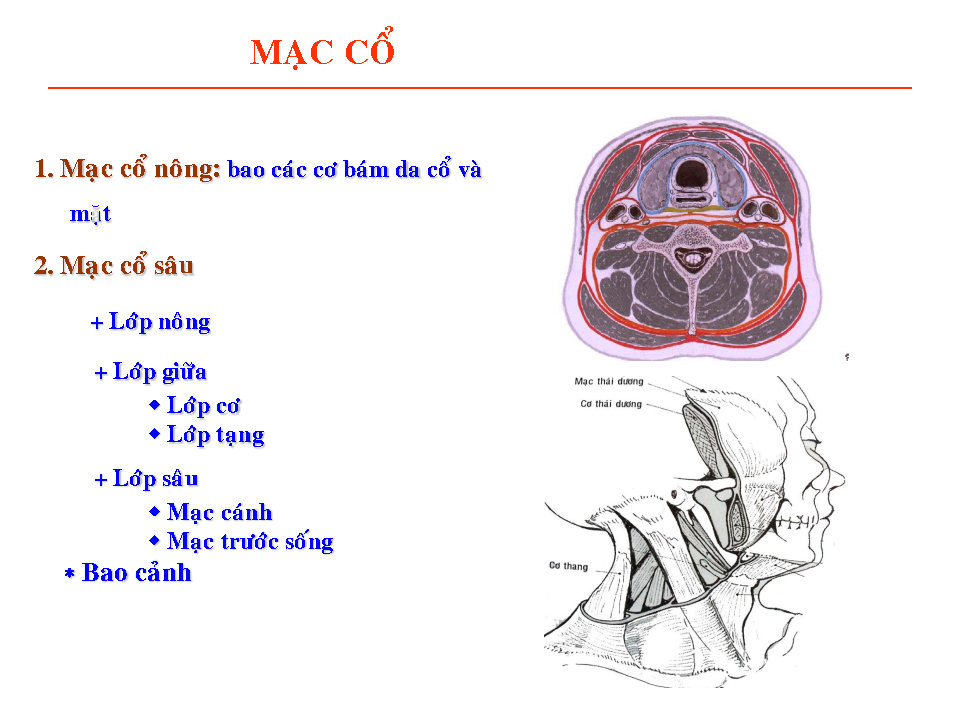 MẠC CỔ
1. Mạc cổ nông: bao các cơ bám da cổ và
mặt
2. Mạc cổ sâu
+ Lớp nông
+ Lớp giữa
◆ Lớp cơ
◆ Lớp tạng
+ Lớp sâu
◆ Mạc cánh
◆ Mạc trước sống
* Bao cảnh
Mạc thái dương
Cơ thái dương
Cơ thang